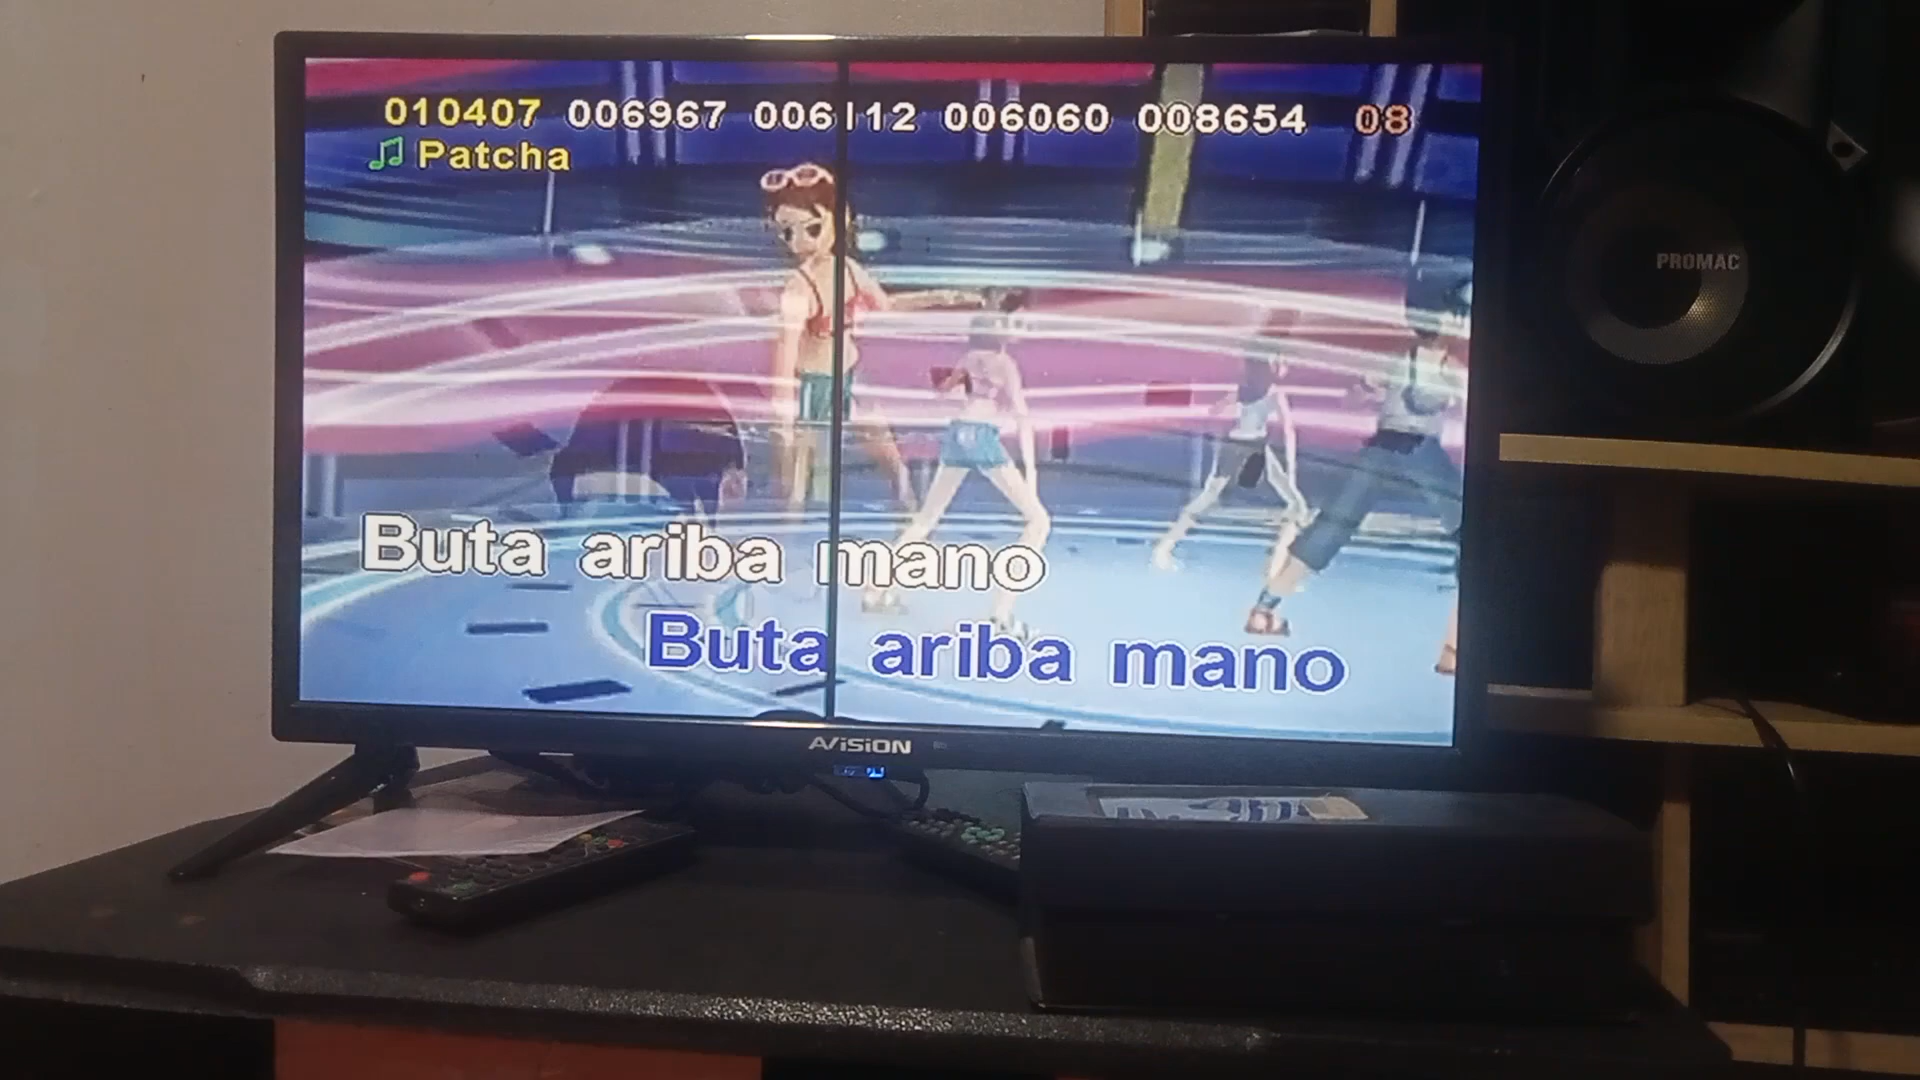 010407 006967 006112 006060 008654 08
Patcha
PROMAC
Buta ariba mano
Buta ariba mano
AViSiON